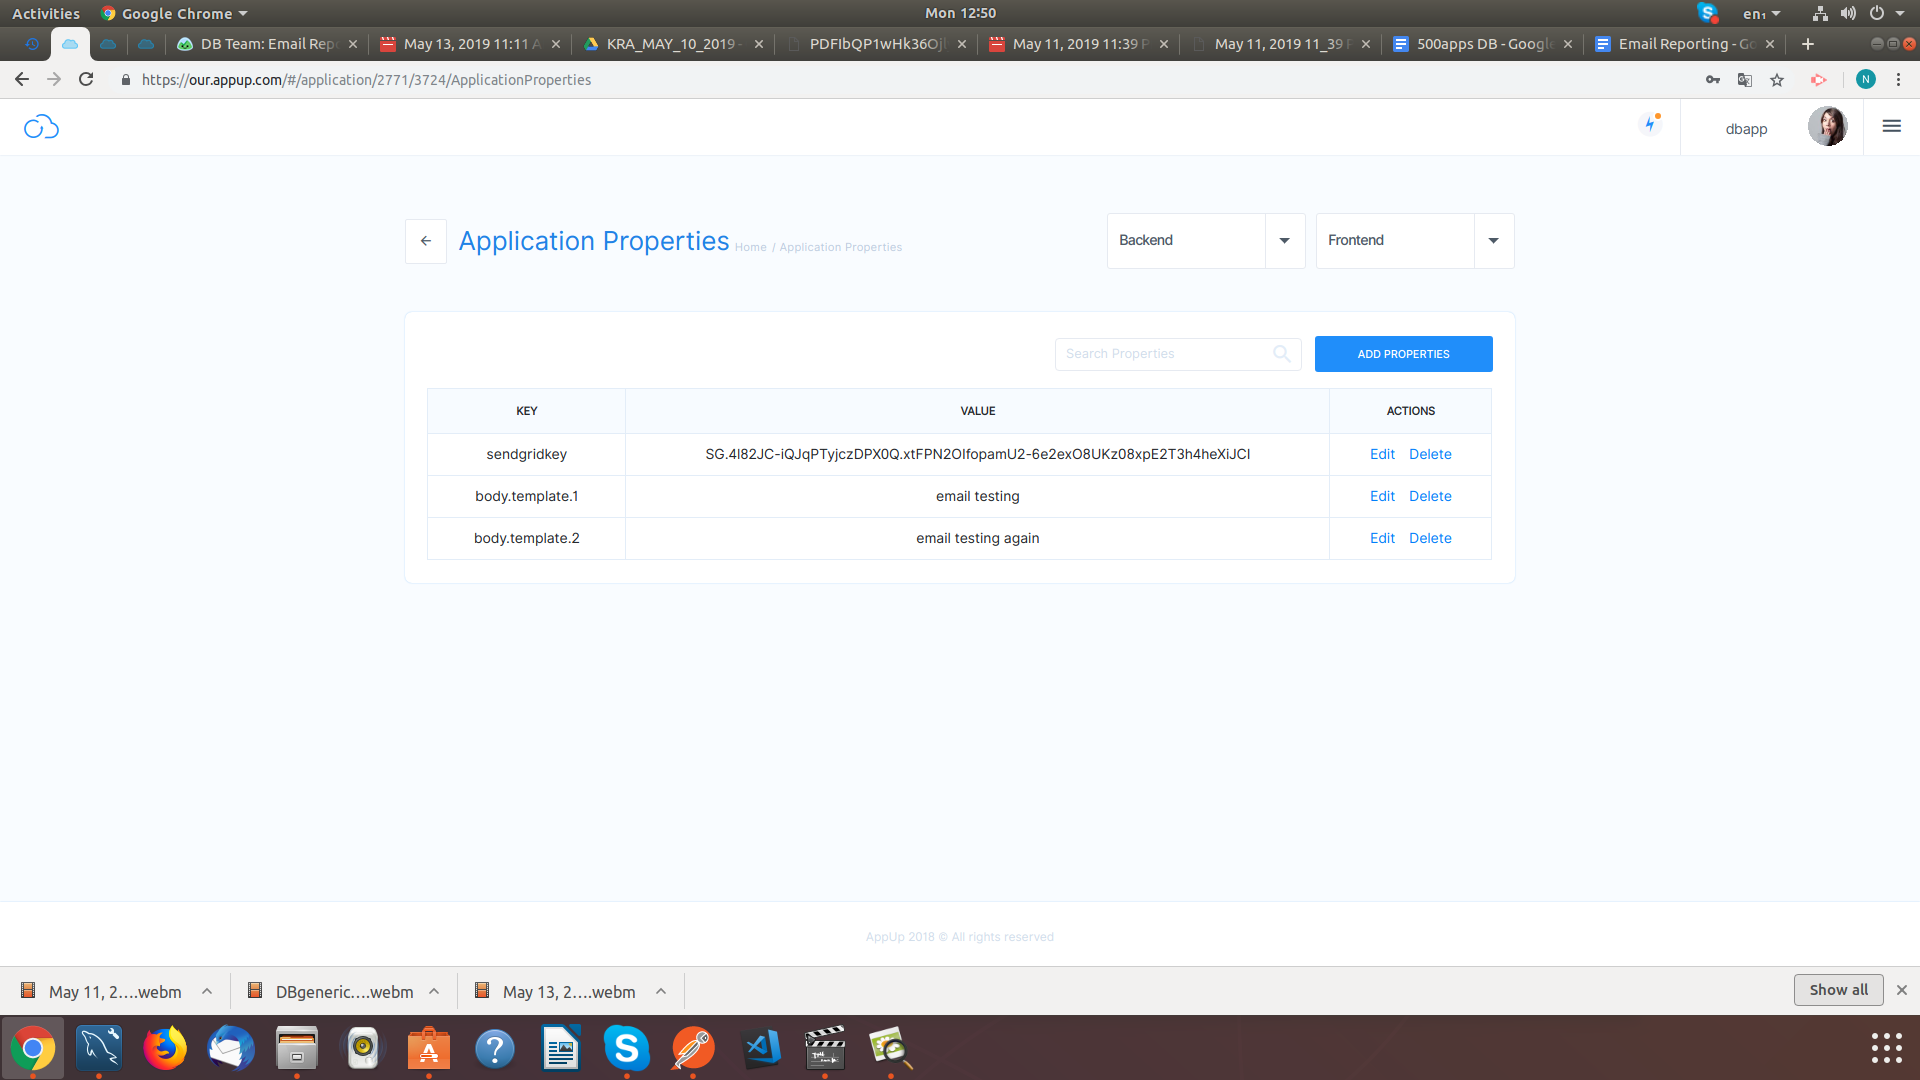 Activities Google Chrome Mon 12:50 en₁
DB Team: Email Rep May 13, 2019 11:11 A KRA_MAY_10_2019 - PDFIbQP1wHk36Oj May 11, 2019 11:39 P May 11, 2019 11_39 P 500apps DB - Google Email Reporting - Go
https://our.appup.com/#/application/2771/3724/ApplicationProperties N
dbapp
Application Properties Home / Application Properties Backend Frontend
Search Properties ADD PROPERTIES
KEY VALUE ACTIONS
sendgridkey 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 Edit Delete
body.template.1 email testing Edit Delete
body.template.2 email testing again Edit Delete
AppUp 2018 © All rights reserved
May 11, 2....webm DBgeneric....webm May 13, 2....webm Show all